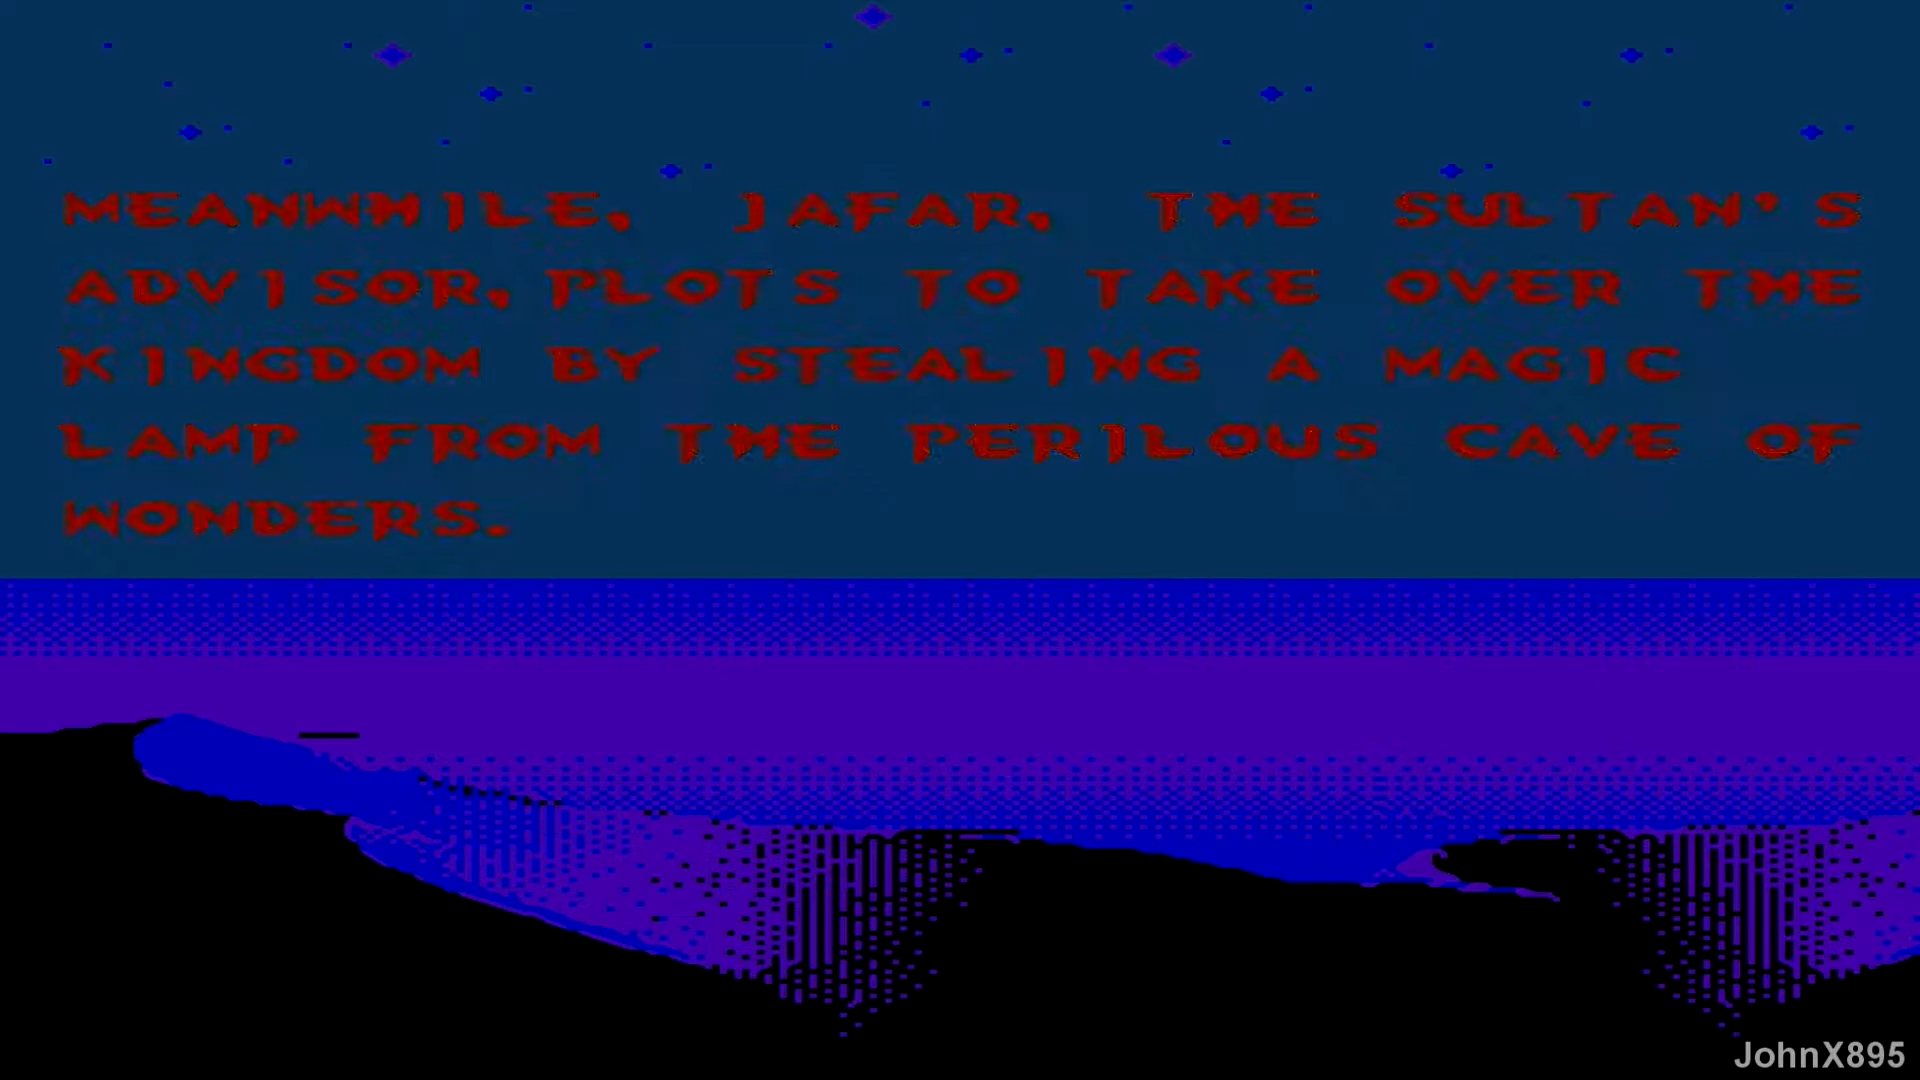 MEANWHILE, JAFAR, THE SULTAN'S
ADVISOR, PLOTS TO TAKE OVER THE
KINGDOM BY STEALING A MAGIC
LAMP FROM THE PERILOUS CAVE OF
WONDERS.
JohnX895